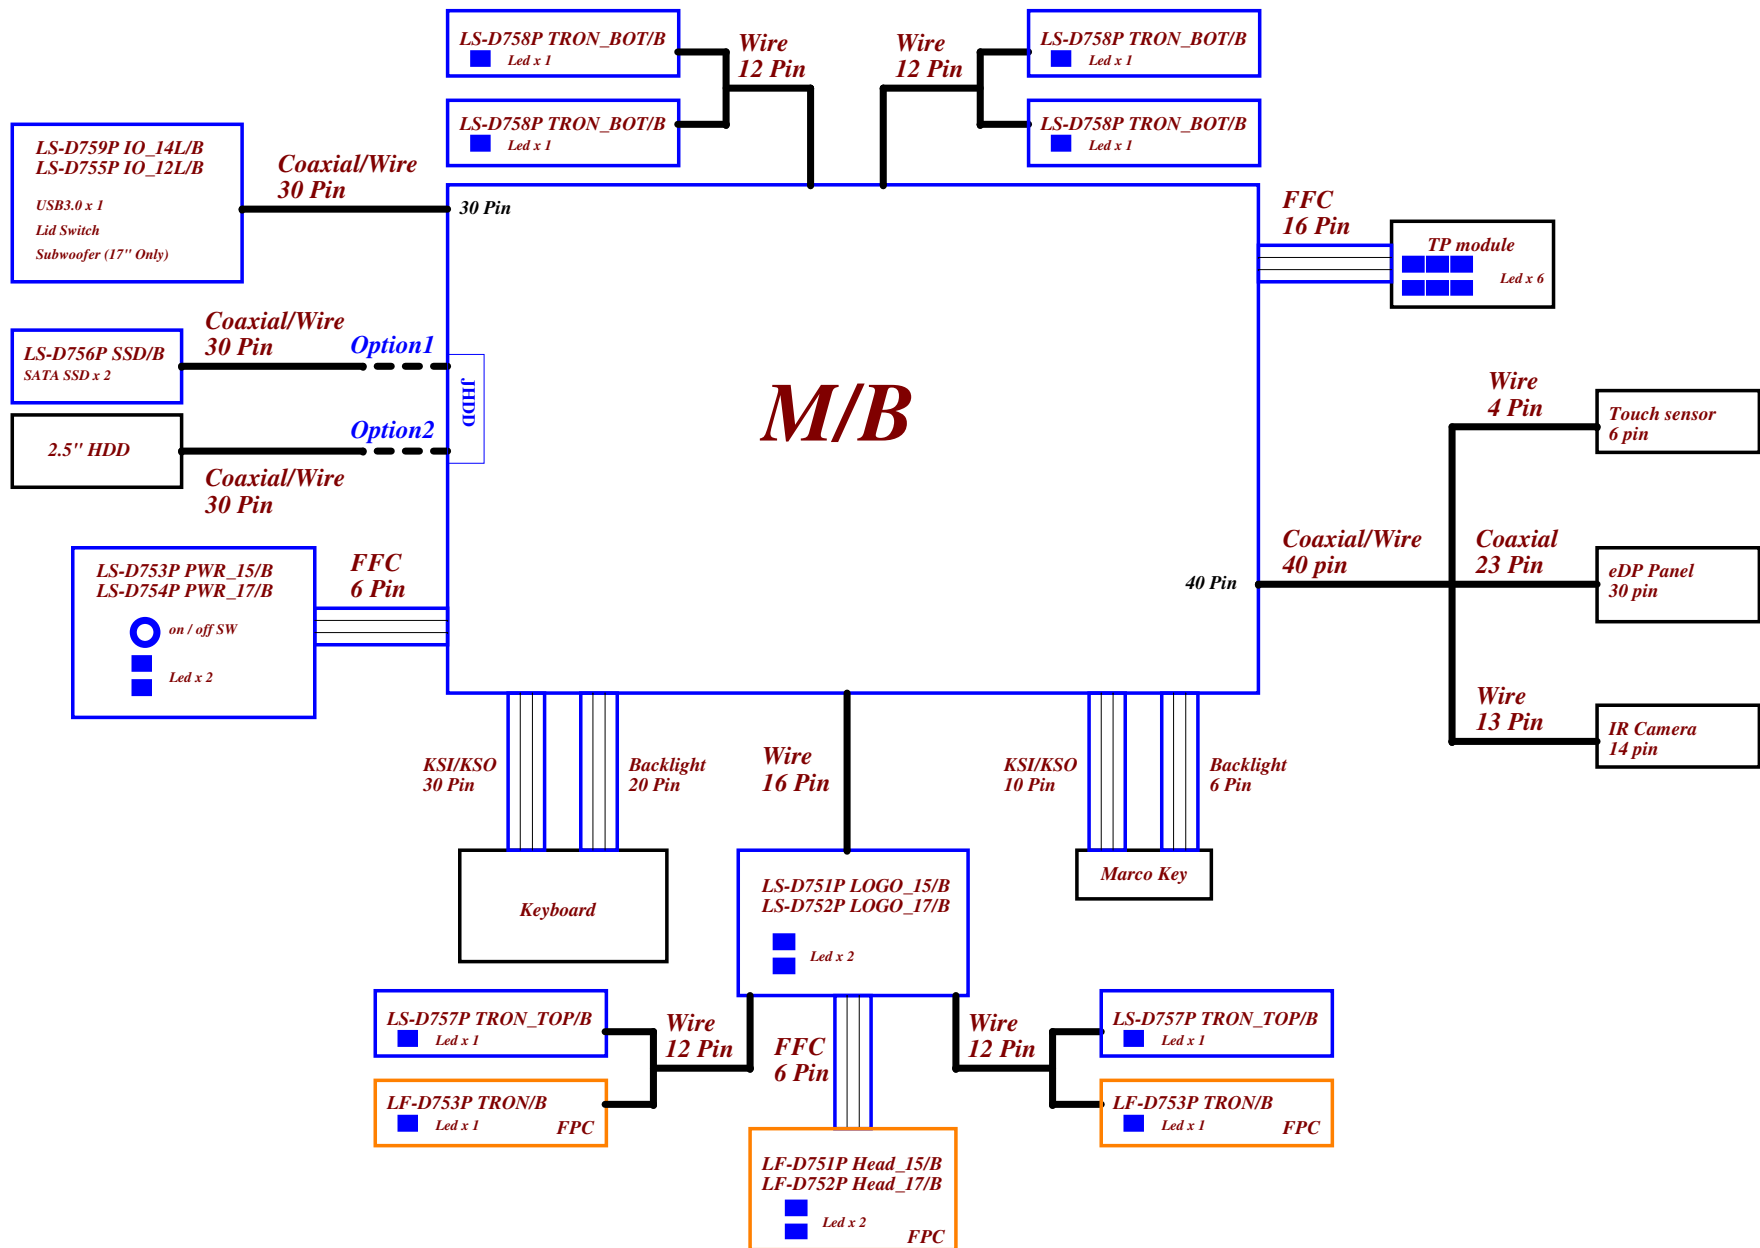 LS-D758P TRON_BOT/B
Led x 1
Wire
12 Pin
Wire
12 Pin
LS-D758P TRON_BOT/B
Led x 1
LS-D758P TRON_BOT/B
Led x 1
LS-D758P TRON_BOT/B
Led x 1
LS-D759P IO_14L/B
LS-D755P IO_12L/B
USB3.0 x 1
Lid Switch
Subwoofer (17" Only)
Coaxial/Wire
30 Pin
30 Pin
FFC
16 Pin
TP module
Led x 6
LS-D756P SSD/B
SATA SSD x 2
Coaxial/Wire
30 Pin
Option1
JHDD
M/B
2.5" HDD
Option2
Coaxial/Wire
30 Pin
Wire
4 Pin
Touch sensor
6 pin
LS-D753P PWR_15/B
LS-D754P PWR_17/B
on / off SW
Led x 2
FFC
6 Pin
40 Pin
Coaxial/Wire
40 pin
Coaxial
23 Pin
eDP Panel
30 pin
Wire
13 Pin
IR Camera
14 pin
KSI/KSO
30 Pin
Backlight
20 Pin
Wire
16 Pin
KSI/KSO
10 Pin
Backlight
6 Pin
Keyboard
LS-D751P LOGO_15/B
LS-D752P LOGO_17/B
Led x 2
Marco Key
LS-D757P TRON_TOP/B
Led x 1
Wire
12 Pin
FFC
6 Pin
Wire
12 Pin
LS-D757P TRON_TOP/B
Led x 1
LF-D753P TRON/B
Led x 1
FPC
LF-D753P TRON/B
Led x 1
FPC
LF-D751P Head_15/B
LF-D752P Head_17/B
Led x 2
FPC